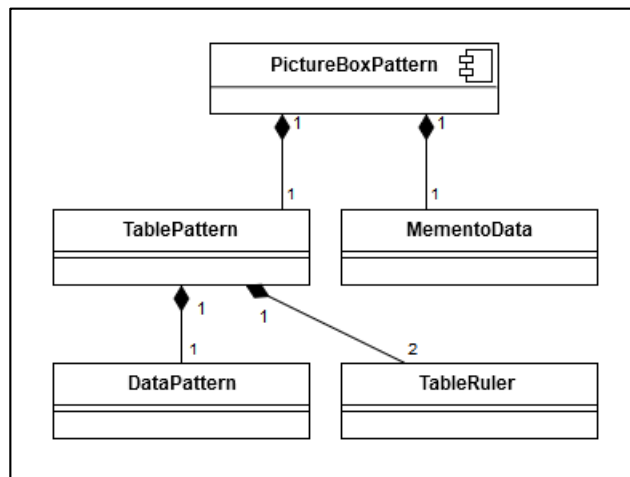 PictureBoxPattern
1 1
1 1
TablePattern MementoData
1 1
1 2
DataPattern TableRuler